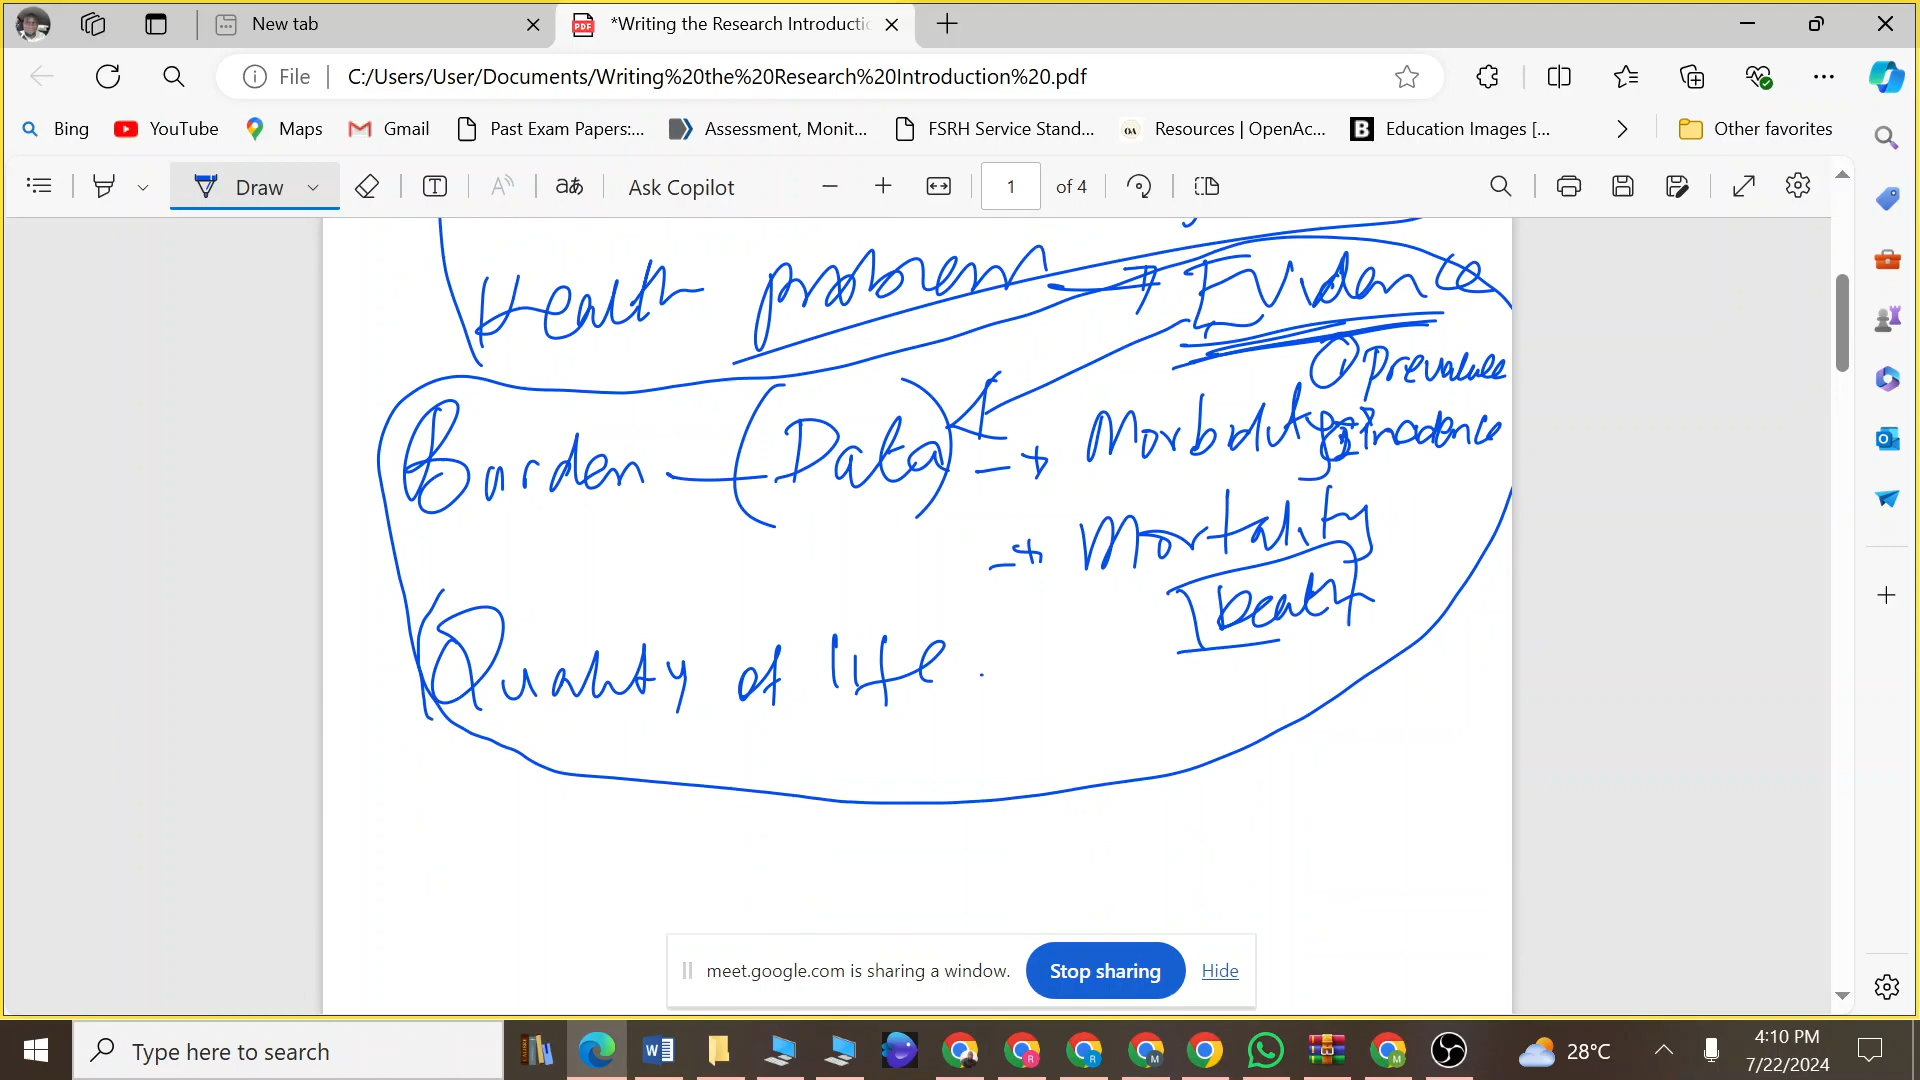 New tab
*Writing the Research Introductic
File
C:/Users/User/Documents/Writing%20the%20Research%20Introduction%20.pdf
Bing
YouTube
Maps
Gmail
Past Exam Papers:...
Assessment, Monit...
FSRH Service Stand...
Resources | OpenAc...
Education Images [...
Other favorites
Draw
Ask Copilot
1 of 4
Health problem Evidence
① Prevalence
Burden (Data) Morbidity ② incidence
Mortality
Death
Quality of life.
meet.google.com is sharing a window.
Stop sharing
Hide
Type here to search
28°C
4:10 PM
7/22/2024